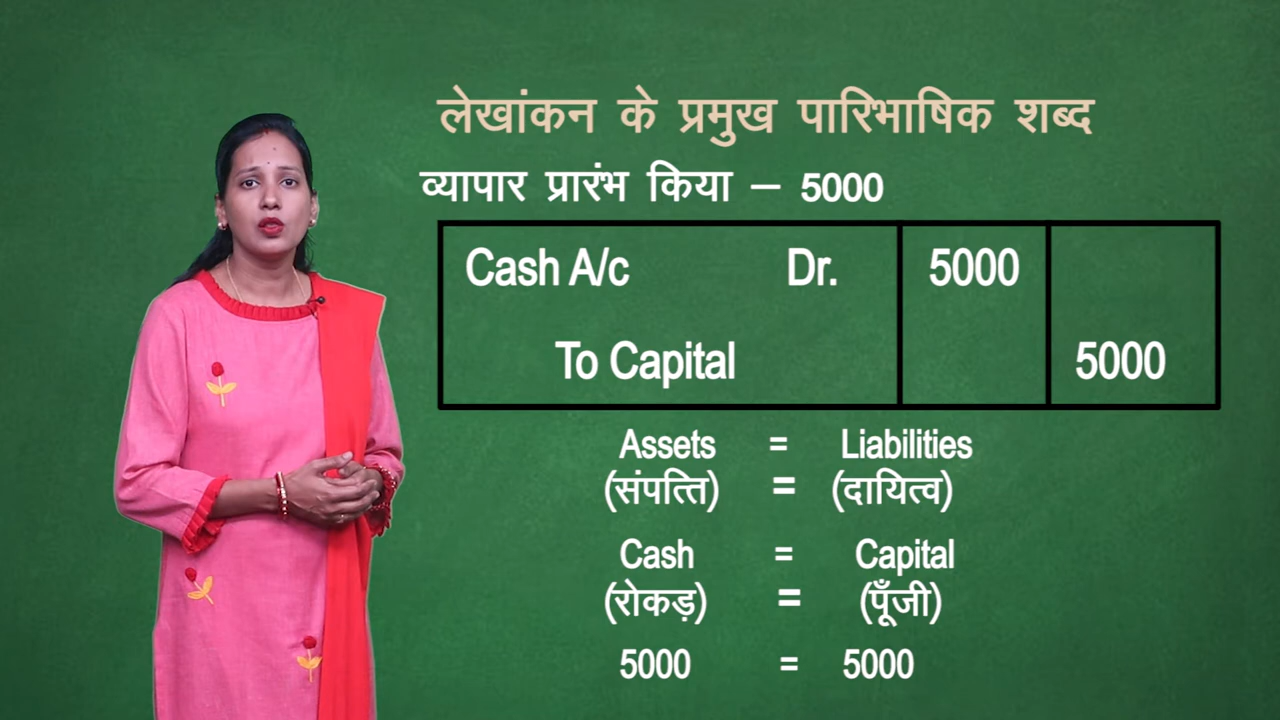 लेखांकन के प्रमुख पारिभाषिक शब्द
व्यापार प्रारंभ किया – 5000
Cash A/c Dr. 5000
To Capital 5000
Assets = Liabilities
(संपत्ति) = (दायित्व)
Cash = Capital
(रोकड़) = (पूँजी)
5000 = 5000